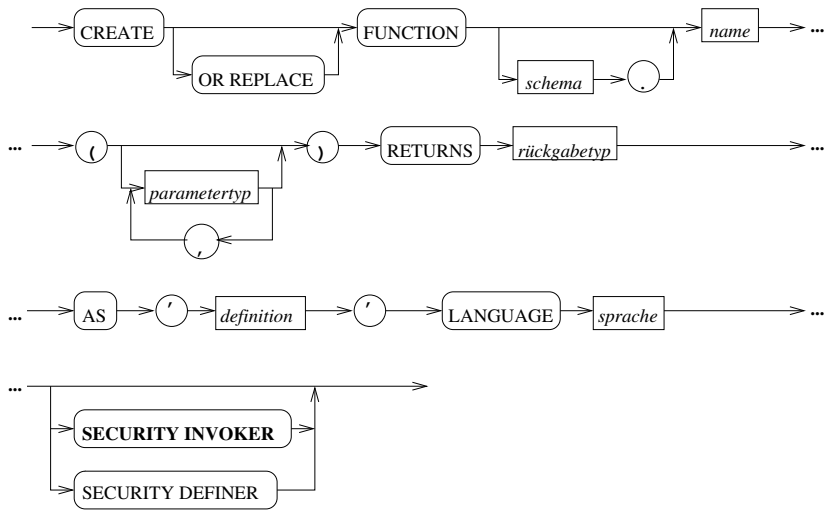 CREATE FUNCTION name ...
OR REPLACE schema .
... ( ) RETURNS rückgabetyp ...
parametertyp
,
... AS ' definition ' LANGUAGE sprache ...
...
SECURITY INVOKER
SECURITY DEFINER